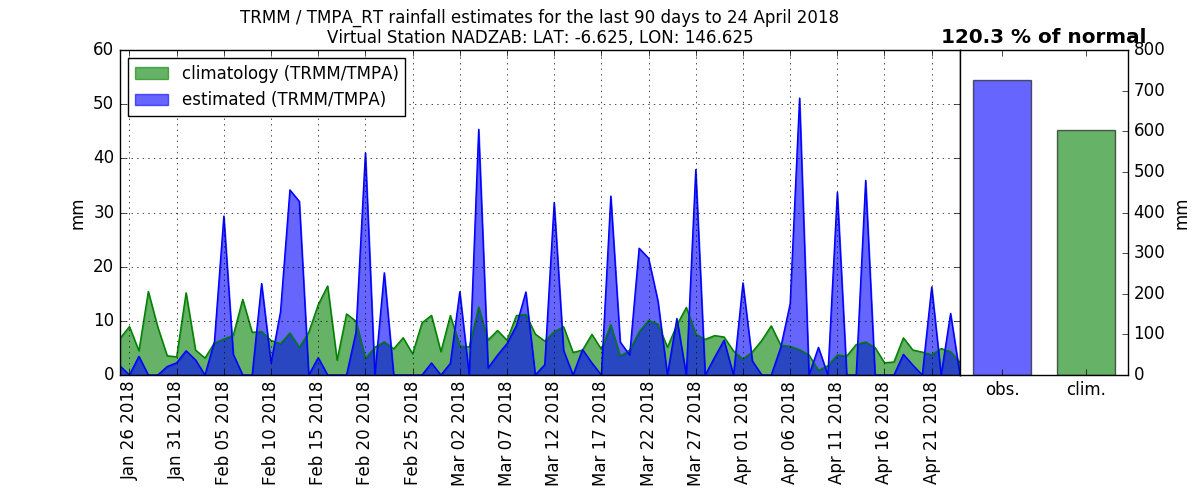 TRMM / TMPA_RT rainfall estimates for the last 90 days to 24 April 2018
Virtual Station NADZAB: LAT: -6.625, LON: 146.625
120.3 % of normal
climatology (TRMM/TMPA)
estimated (TRMM/TMPA)
60
50
40
30
20
10
0
mm
Jan 26 2018
Jan 31 2018
Feb 05 2018
Feb 10 2018
Feb 15 2018
Feb 20 2018
Feb 25 2018
Mar 02 2018
Mar 07 2018
Mar 12 2018
Mar 17 2018
Mar 22 2018
Mar 27 2018
Apr 01 2018
Apr 06 2018
Apr 11 2018
Apr 16 2018
Apr 21 2018
obs.
clim.
800
700
600
500
400
300
200
100
0
mm